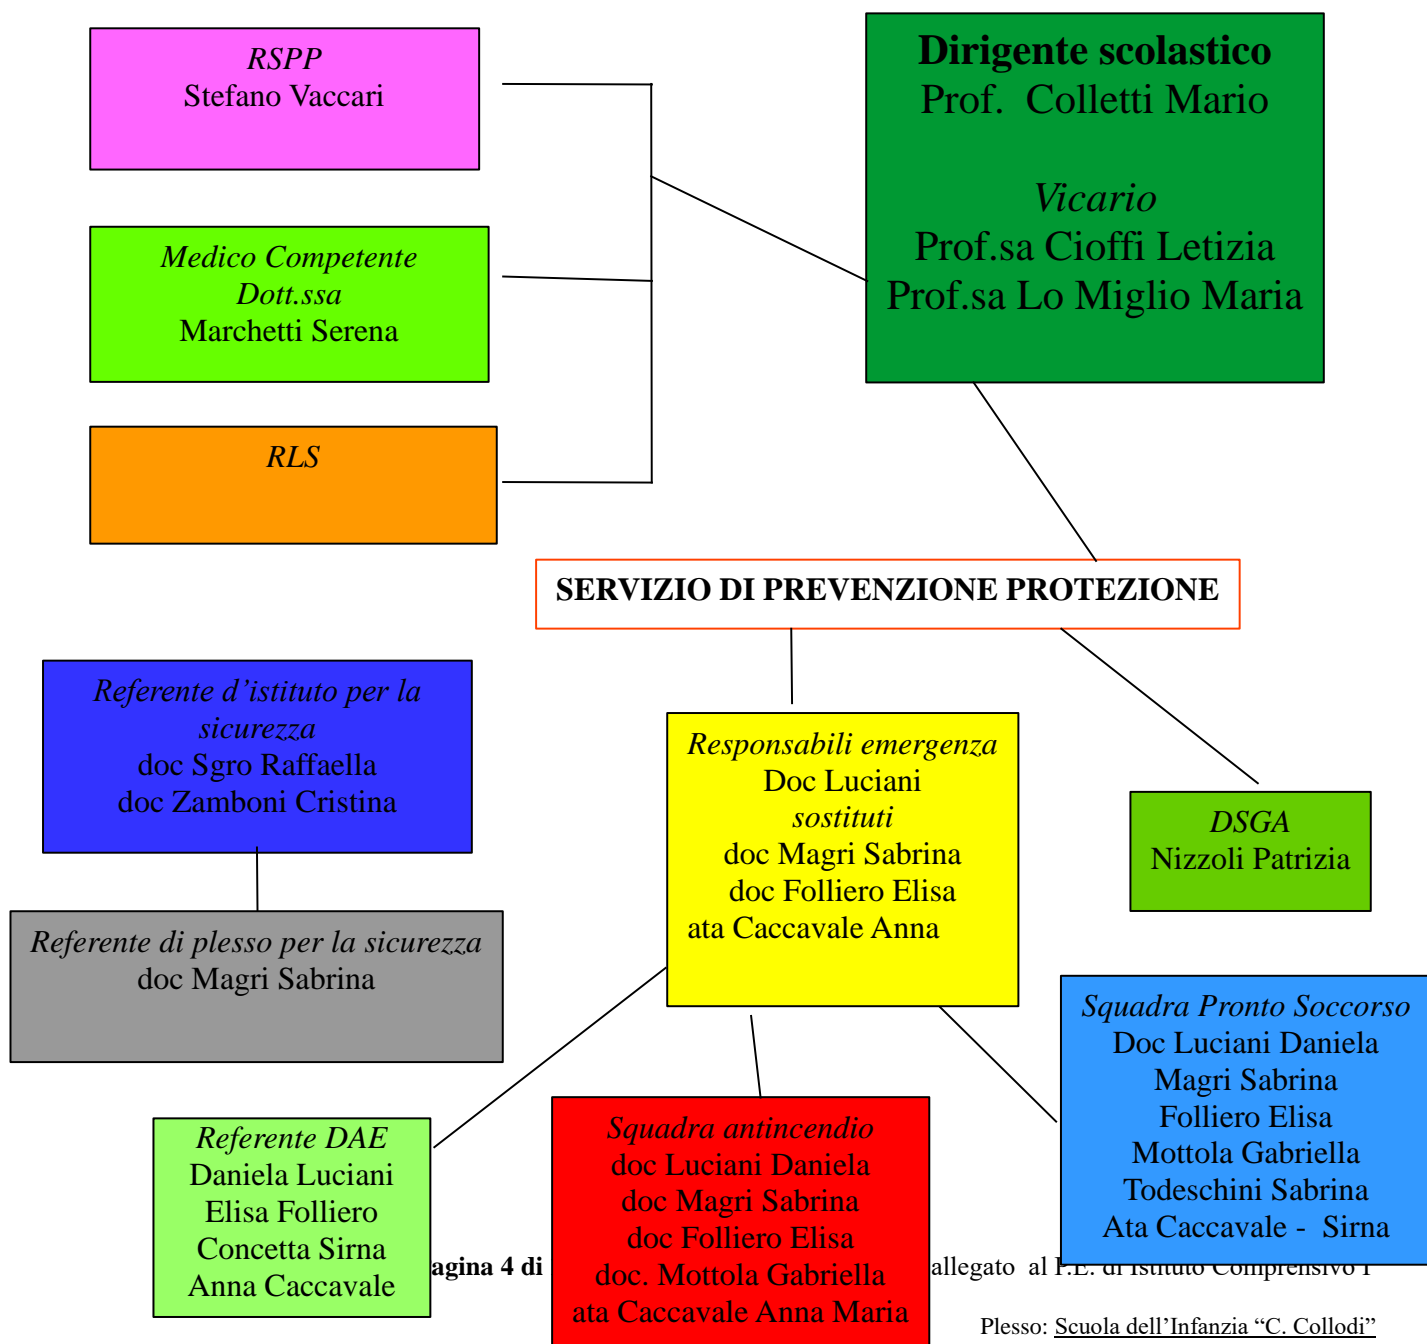 RSPP
Stefano Vaccari
Dirigente scolastico
Prof. Colletti Mario
Vicario
Prof.sa Cioffi Letizia
Prof.sa Lo Miglio Maria
Medico Competente
Dott.ssa
Marchetti Serena
RLS
SERVIZIO DI PREVENZIONE PROTEZIONE
Referente d’istituto per la
sicurezza
doc Sgro Raffaella
doc Zamboni Cristina
Responsabili emergenza
Doc Luciani
sostituti
doc Magri Sabrina
doc Folliero Elisa
ata Caccavale Anna
DSGA
Nizzoli Patrizia
Referente di plesso per la sicurezza
doc Magri Sabrina
Squadra Pronto Soccorso
Doc Luciani Daniela
Magri Sabrina
Folliero Elisa
Mottola Gabriella
Todeschini Sabrina
Ata Caccavale - Sirna
Referente DAE
Daniela Luciani
Elisa Folliero
Concetta Sirna
Anna Caccavale
Squadra antincendio
doc Luciani Daniela
doc Magri Sabrina
doc Folliero Elisa
doc. Mottola Gabriella
ata Caccavale Anna Maria
agina 4 di
allegato al P.E. di Istituto Comprensivo I
Plesso: Scuola dell’Infanzia “C. Collodi”